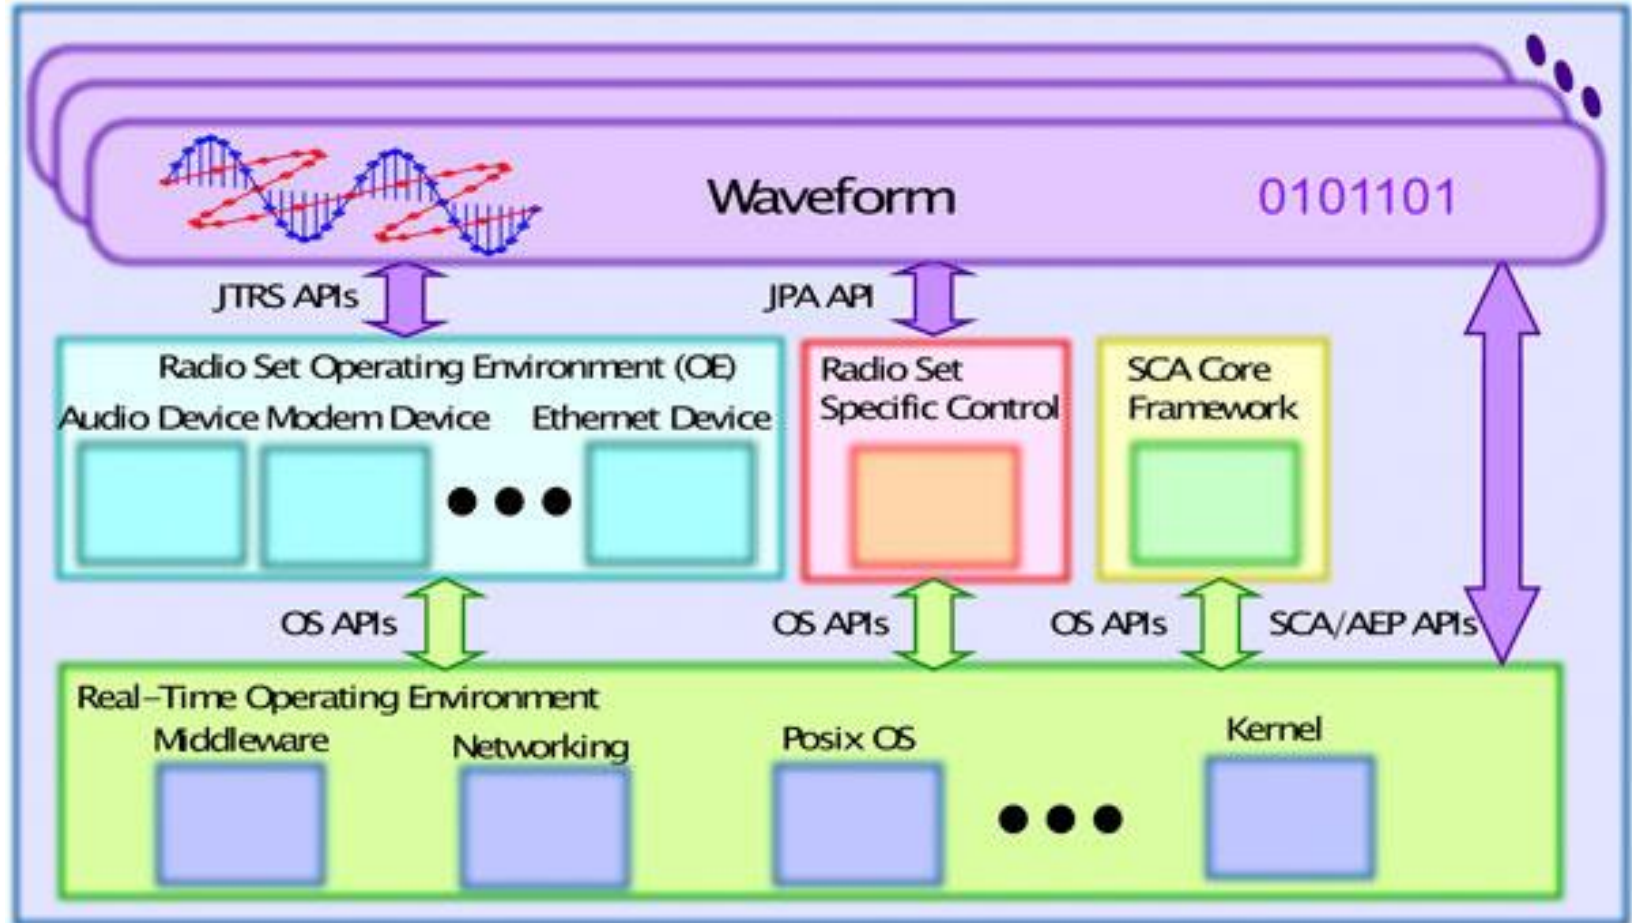 Waveform
0101101
JTRS APIs
JPA API
Radio Set Operating Environment (OE)
Audio Device
Modem Device
Ethernet Device
Radio Set
Specific Control
SCA Core
Framework
OS APIs
OS APIs
OS APIs
SCA/AEP APIs
Real-Time Operating Environment
Middleware
Networking
Posix OS
Kernel